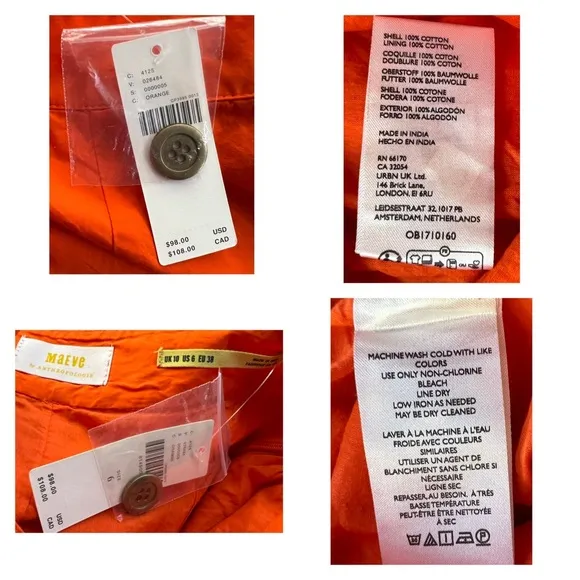 C: 4125
V: 026484
S: 0000005
C: ORANGE
$98.00 USD
$108.00 CAD
SHELL 100% COTTON
LINING 100% COTTON
COQUILLE 100% COTON
DOUBLURE 100% COTON
OBERSTOFF 100% BAUMWOLLE
FUTTER 100% BAUMWOLLE
SHELL 100% COTONE
FODERA 100% COTONE
EXTERIOR 100% ALGODÓN
FORRO 100% ALGODÓN
MADE IN INDIA
HECHO EN INDIA
RN 66170
CA 32054
URBN UK Ltd.
146 Brick Lane,
LONDON, E1 6RU
LEIDSESTRAAT 32, 1017 PB
AMSTERDAM, NETHERLANDS
OB1710160
FR
OU
Maeve
by ANTHROPOLOGIE
UK 10 US 6 EU 38
SIZE
6
$98.00 USD
$108.00 CAD
MACHINE WASH COLD WITH LIKE
COLORS
USE ONLY NON-CHLORINE
BLEACH
LINE DRY
LOW IRON AS NEEDED
MAY BE DRY CLEANED
LAVER À LA MACHINE À L'EAU
FROIDE AVEC COULEURS
SIMILAIRES
UTILISER UN AGENT DE
BLANCHIMENT SANS CHLORE SI
NÉCESSAIRE
LIGNE SEC
REPASSER AU BESOIN. À TRÈS
BASSE TEMPÉRATURE
PEUT-ÊTRE ÊTRE NETTOYÉE
À SEC